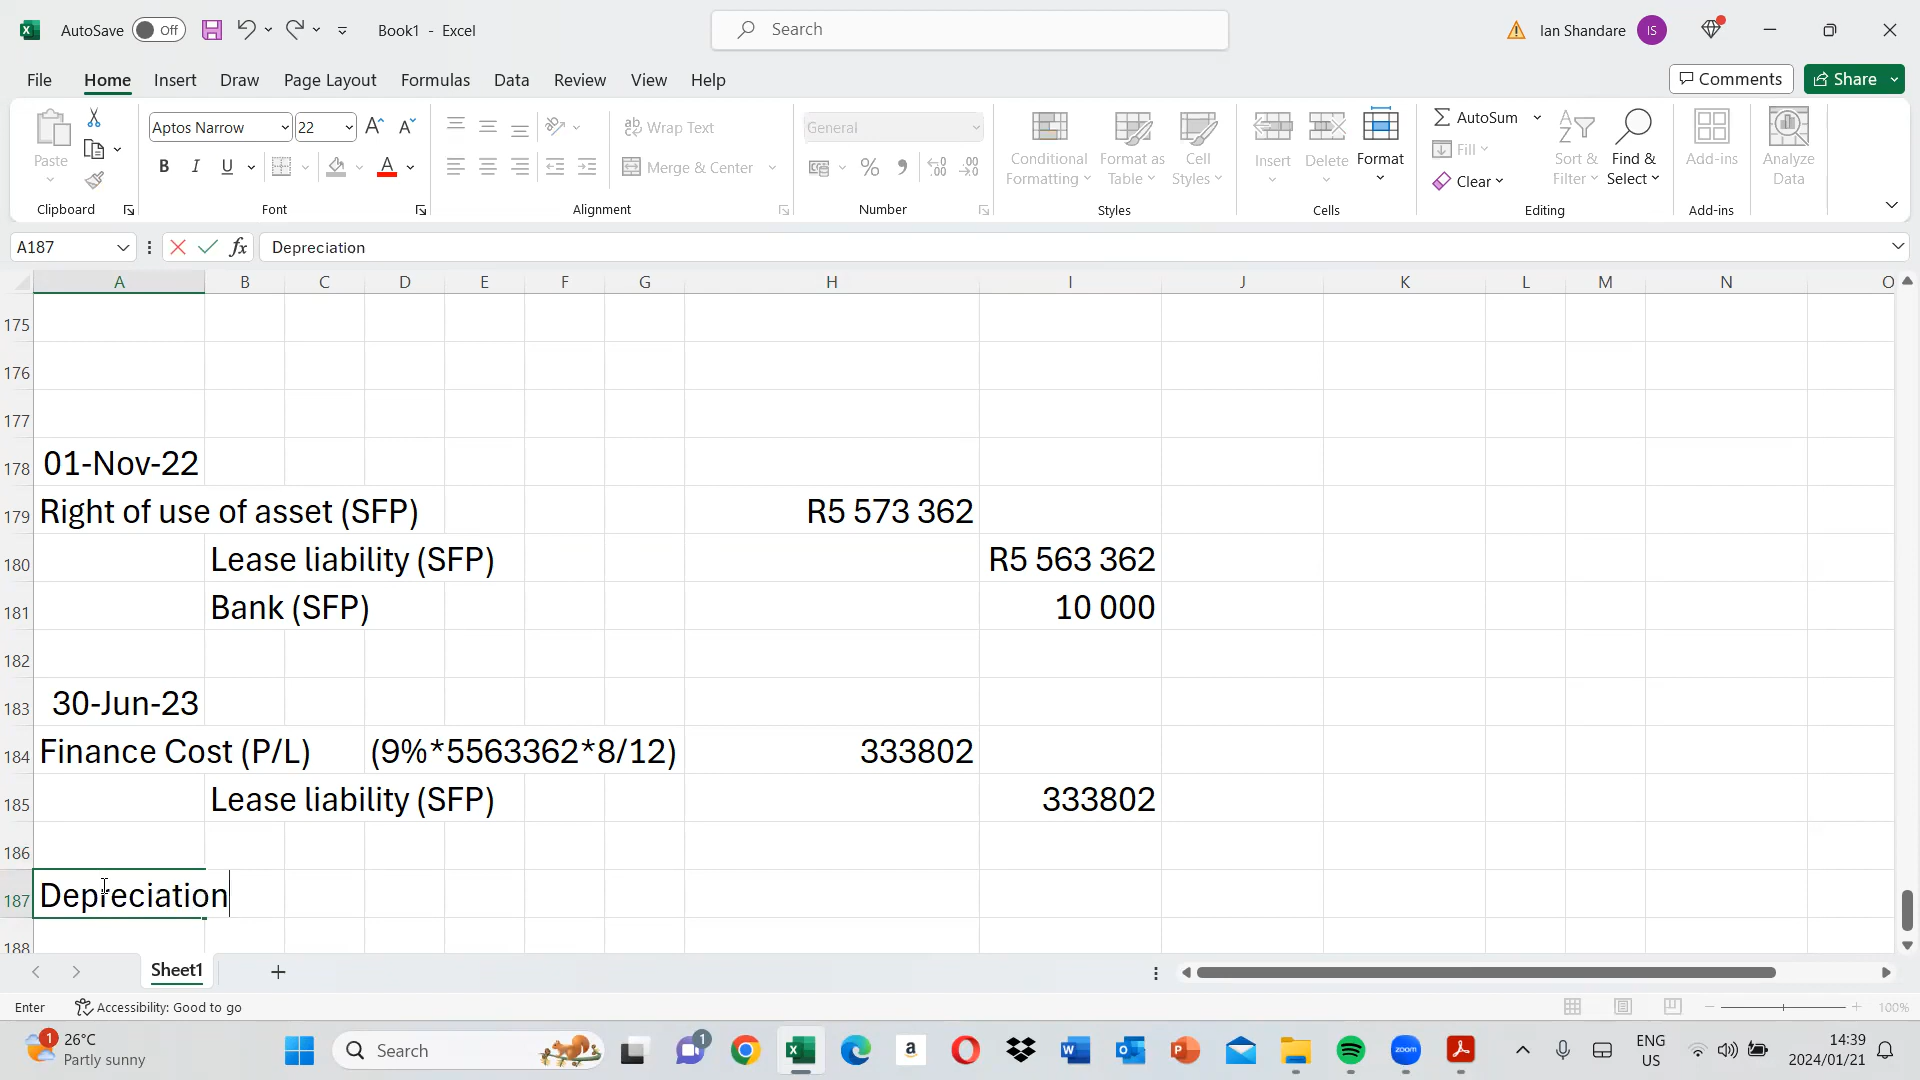 AutoSave Off Book1 - Excel Search Ian Shandare IS
File Home Insert Draw Page Layout Formulas Data Review View Help Comments Share
Paste Aptos Narrow 22 Wrap Text General Conditional Formatting Format as Table Cell Styles Insert Delete Format AutoSum Fill Clear Sort & Filter Find & Select Add-ins Analyze Data
B I U Merge & Center %
Clipboard Font Alignment Number Styles Cells Editing Add-ins
A187 fx Depreciation
A B C D E F G H I J K L M N O
175
176
177
178 01-Nov-22
179 Right of use of asset (SFP) R5 573 362
180 Lease liability (SFP) R5 563 362
181 Bank (SFP) 10 000
182
183 30-Jun-23
184 Finance Cost (P/L) (9%*5563362*8/12) 333802
185 Lease liability (SFP) 333802
186
187 Depreciation
188
Sheet1
Enter Accessibility: Good to go 100%
1 26°C Partly sunny Search 1 a zoom ENG US 14:39 2024/01/21